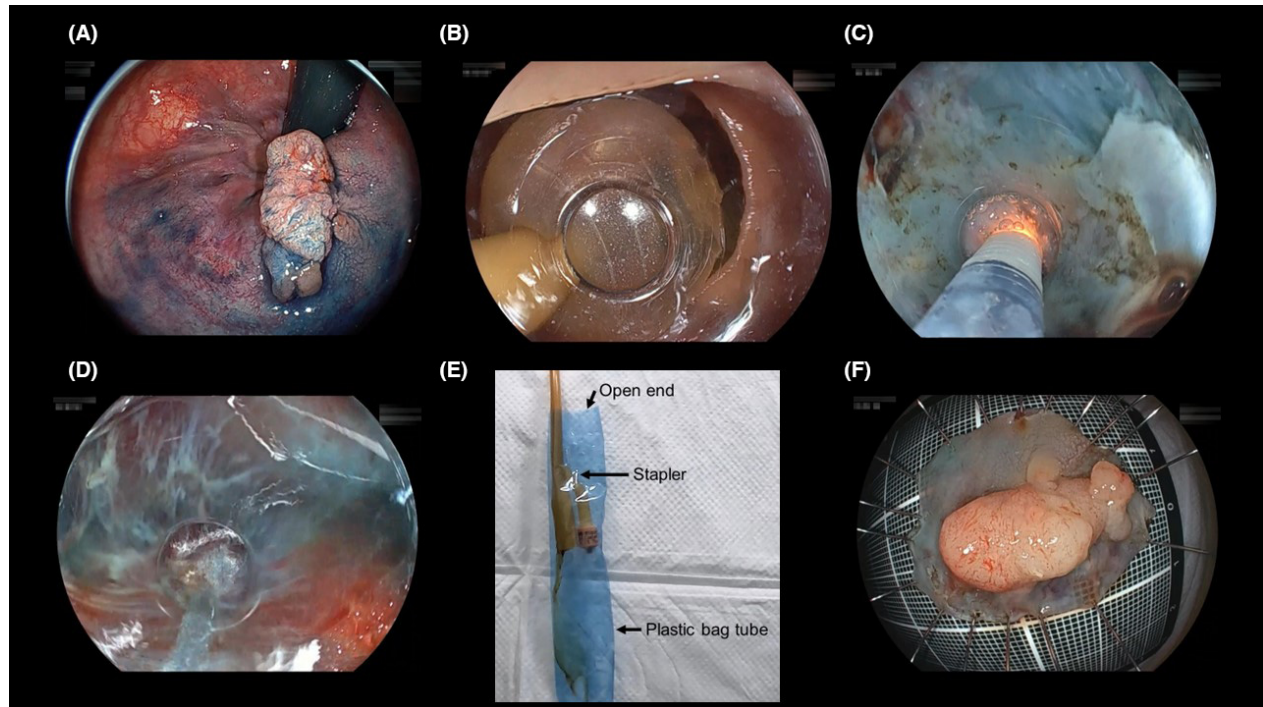 (A)
(B)
(C)
(D)
(E)
Open end
Stapler
Plastic bag tube
(F)